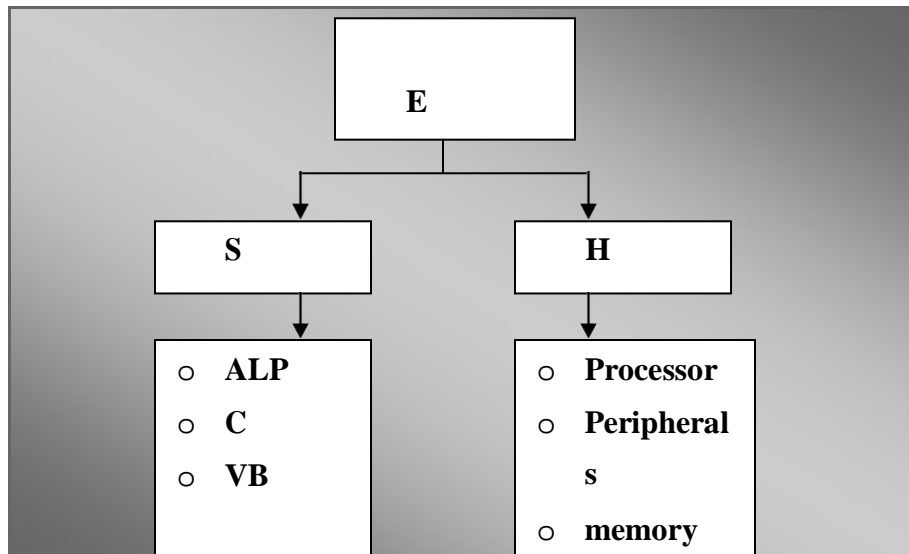 E
S
H
o ALP
o C
o VB
o Processor
o Peripheral
s
o memory